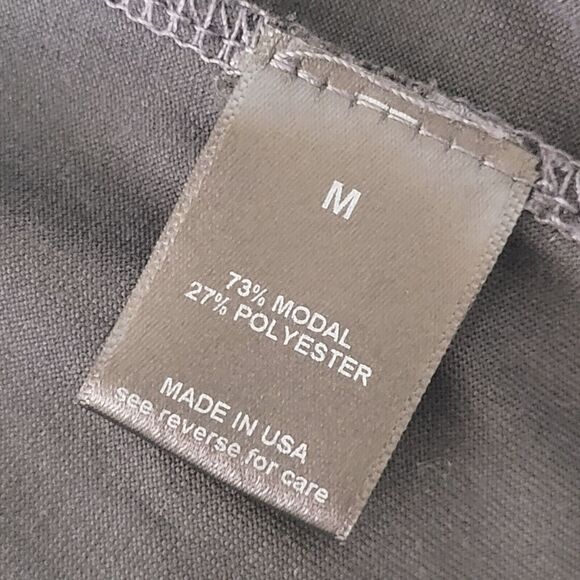 M
73% MODAL
27% POLYESTER
MADE IN USA
see reverse for care